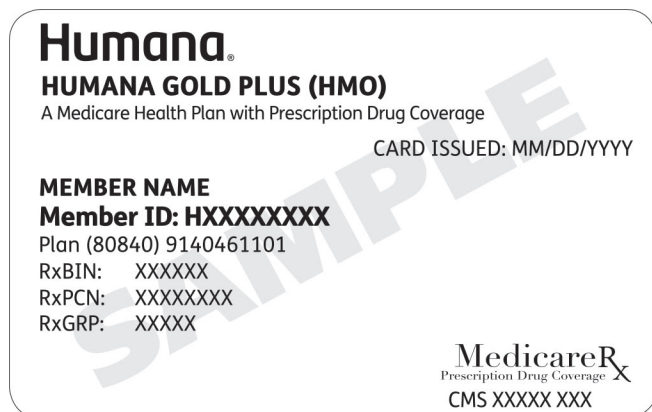 Humana®
HUMANA GOLD PLUS (HMO)
A Medicare Health Plan with Prescription Drug Coverage
CARD ISSUED: MM/DD/YYYY
MEMBER NAME
Member ID: HXXXXXXXX
Plan (80840) 9140461101
RxBIN: XXXXXX
RxPCN: XXXXXXXX
RxGRP: XXXXX
SAMPLE
MedicareRx
Prescription Drug Coverage
CMS XXXXX XXX